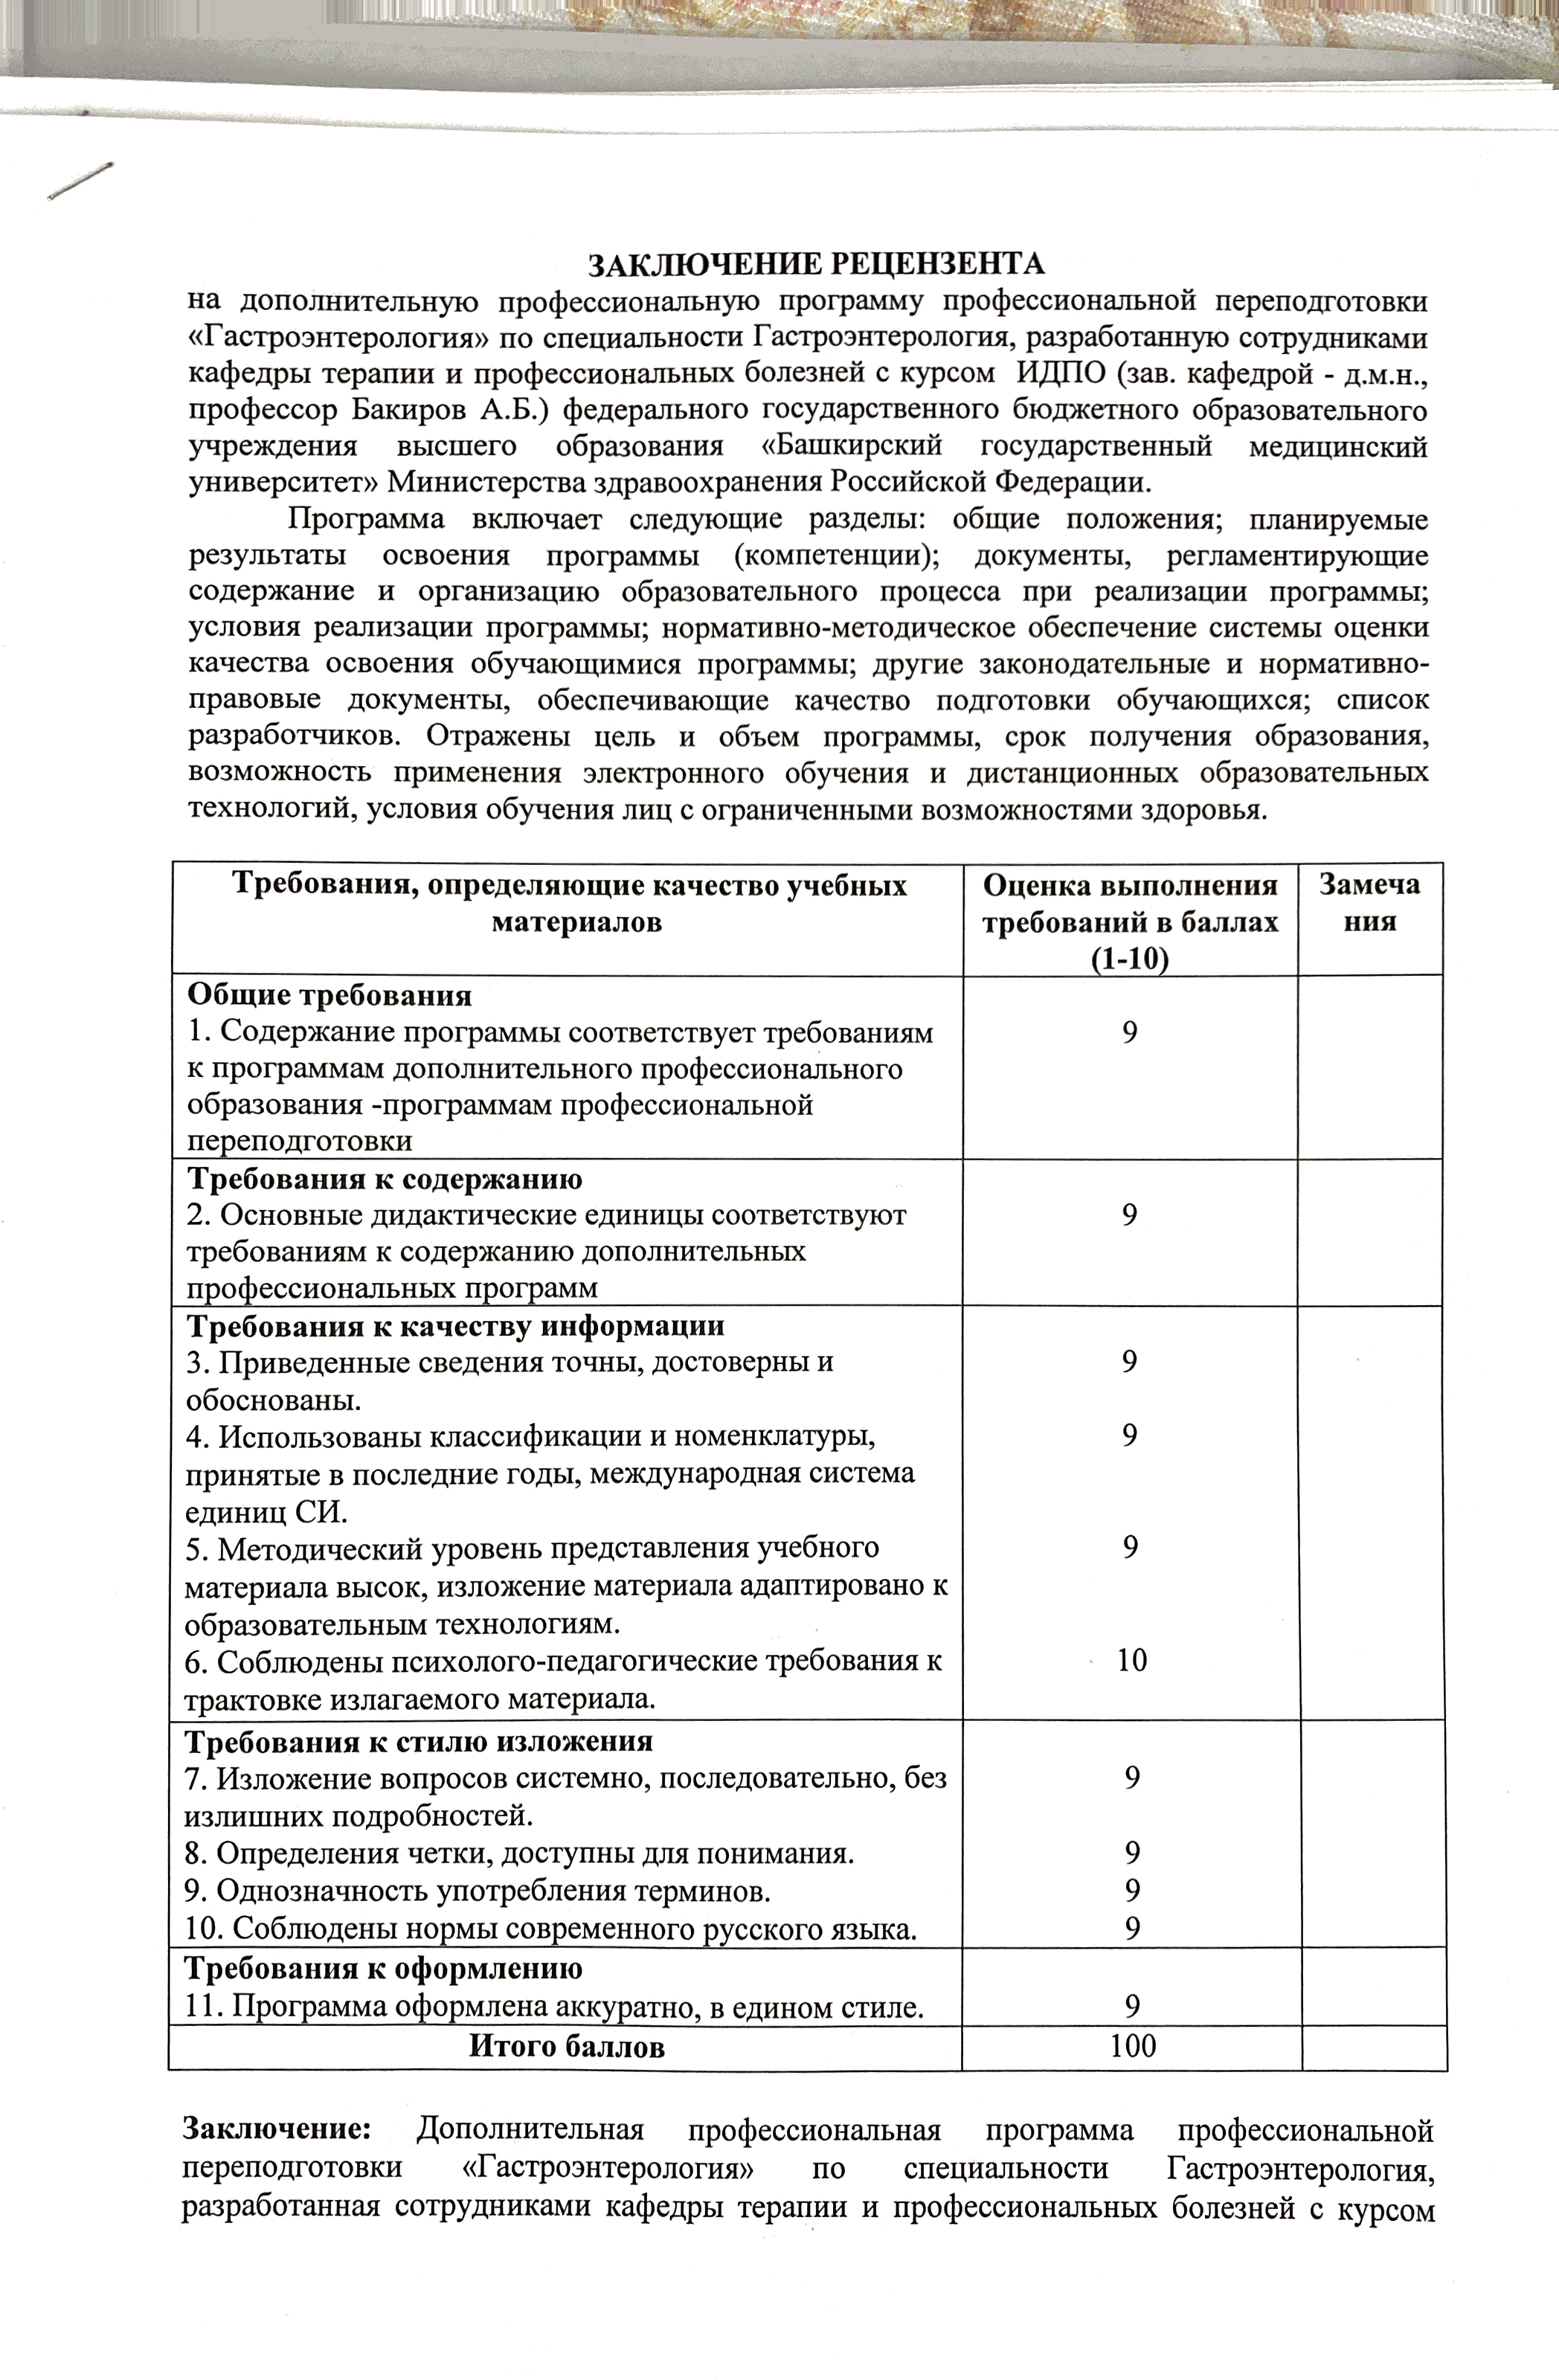 ЗАКЛЮЧЕНИЕ РЕЦЕНЗЕНТА
на дополнительную профессиональную программу профессиональной переподготовки
«Гастроэнтерология» по специальности Гастроэнтерология, разработанную сотрудниками
кафедры терапии и профессиональных болезней с курсом ИДПО (зав. кафедрой - д.м.н.,
профессор Бакиров А.Б.) федерального государственного бюджетного образовательного
учреждения высшего образования «Башкирский государственный медицинский
университет» Министерства здравоохранения Российской Федерации.
Программа включает следующие разделы: общие положения; планируемые
результаты освоения программы (компетенции); документы, регламентирующие
содержание и организацию образовательного процесса при реализации программы;
условия реализации программы; нормативно-методическое обеспечение системы оценки
качества освоения обучающимися программы; другие законодательные и нормативно-
правовые документы, обеспечивающие качество подготовки обучающихся; список
разработчиков. Отражены цель и объем программы, срок получения образования,
возможность применения электронного обучения и дистанционных образовательных
технологий, условия обучения лиц с ограниченными возможностями здоровья.
Требования, определяющие качество учебных
материалов
Оценка выполнения
требований в баллах
(1-10)
Замеча
ния
Общие требования
1. Содержание программы соответствует требованиям
к программам дополнительного профессионального
образования -программам профессиональной
переподготовки
9
Требования к содержанию
2. Основные дидактические единицы соответствуют
требованиям к содержанию дополнительных
профессиональных программ
9
Требования к качеству информации
3. Приведенные сведения точны, достоверны и
обоснованы.
9
4. Использованы классификации и номенклатуры,
принятые в последние годы, международная система
единиц СИ.
9
5. Методический уровень представления учебного
материала высок, изложение материала адаптировано к
образовательным технологиям.
9
6. Соблюдены психолого-педагогические требования к
трактовке излагаемого материала.
10
Требования к стилю изложения
7. Изложение вопросов системно, последовательно, без
излишних подробностей.
9
8. Определения четки, доступны для понимания.
9
9. Однозначность употребления терминов.
9
10. Соблюдены нормы современного русского языка.
9
Требования к оформлению
11. Программа оформлена аккуратно, в едином стиле.
9
Итого баллов
100
Заключение: Дополнительная профессиональная программа профессиональной
переподготовки «Гастроэнтерология» по специальности Гастроэнтерология,
разработанная сотрудниками кафедры терапии и профессиональных болезней с курсом